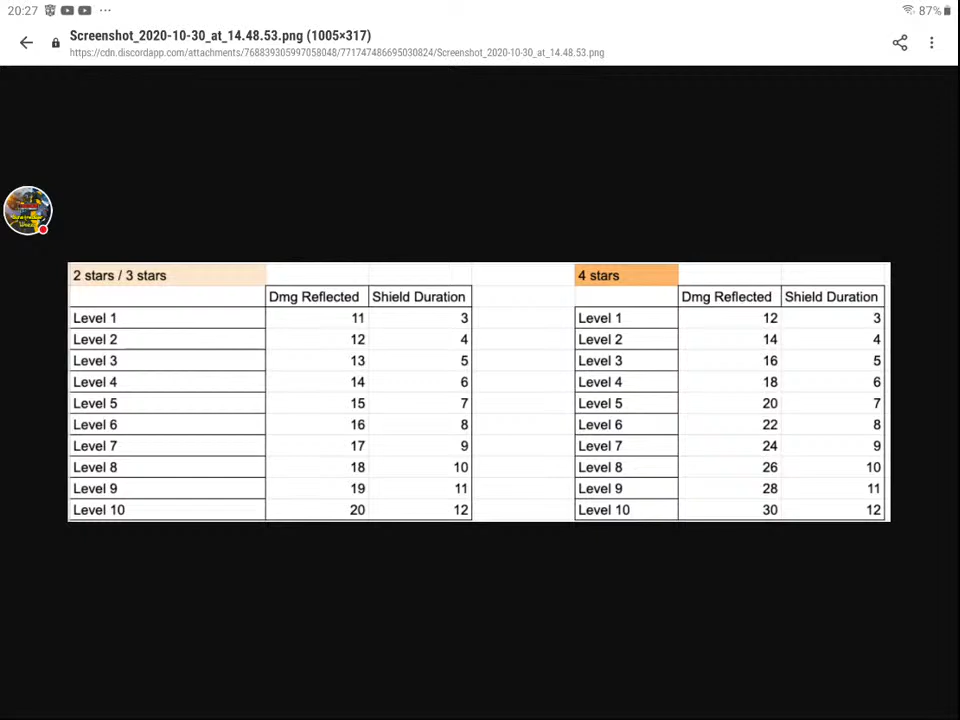 20:27 ... 87%
Screenshot_2020-10-30_at_14.48.53.png (1005×317)
https://cdn.discordapp.com/attachments/768839305997058048/771747486695030824/Screenshot_2020-10-30_at_14.48.53.png
2 stars / 3 stars 4 stars
Dmg Reflected Shield Duration Dmg Reflected Shield Duration
Level 1 11 3 Level 1 12 3
Level 2 12 4 Level 2 14 4
Level 3 13 5 Level 3 16 5
Level 4 14 6 Level 4 18 6
Level 5 15 7 Level 5 20 7
Level 6 16 8 Level 6 22 8
Level 7 17 9 Level 7 24 9
Level 8 18 10 Level 8 26 10
Level 9 19 11 Level 9 28 11
Level 10 20 12 Level 10 30 12